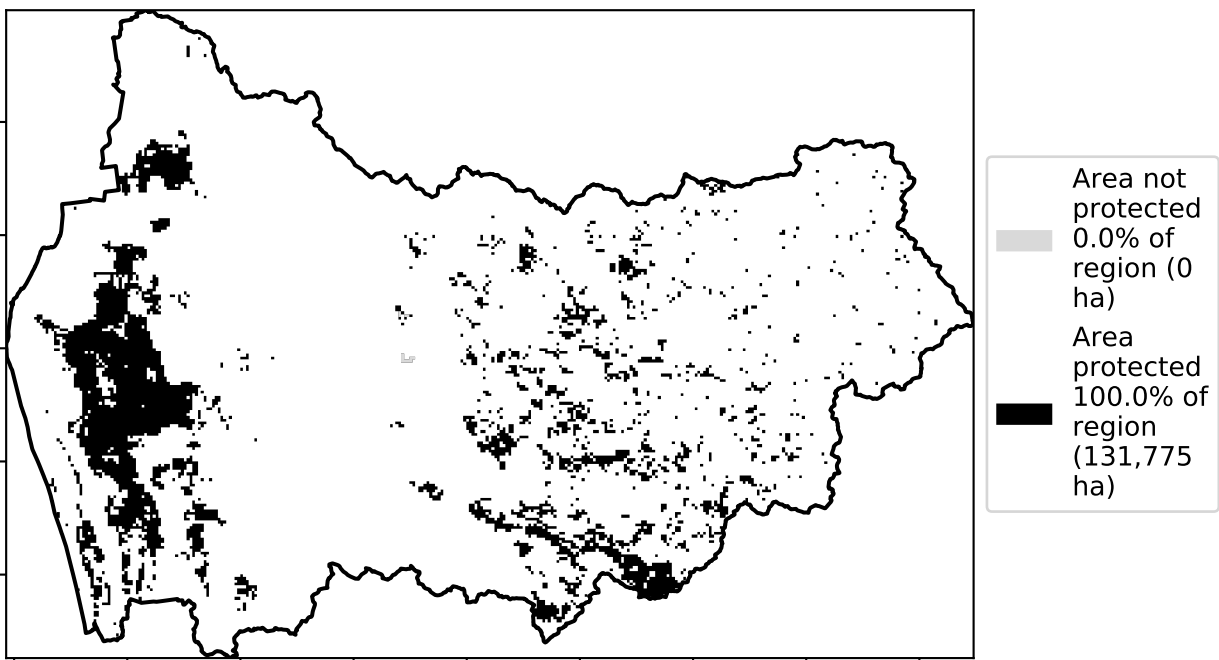 Area not
protected
0.0% of
region (0
ha)
Area
protected
100.0% of
region
(131,775
ha)